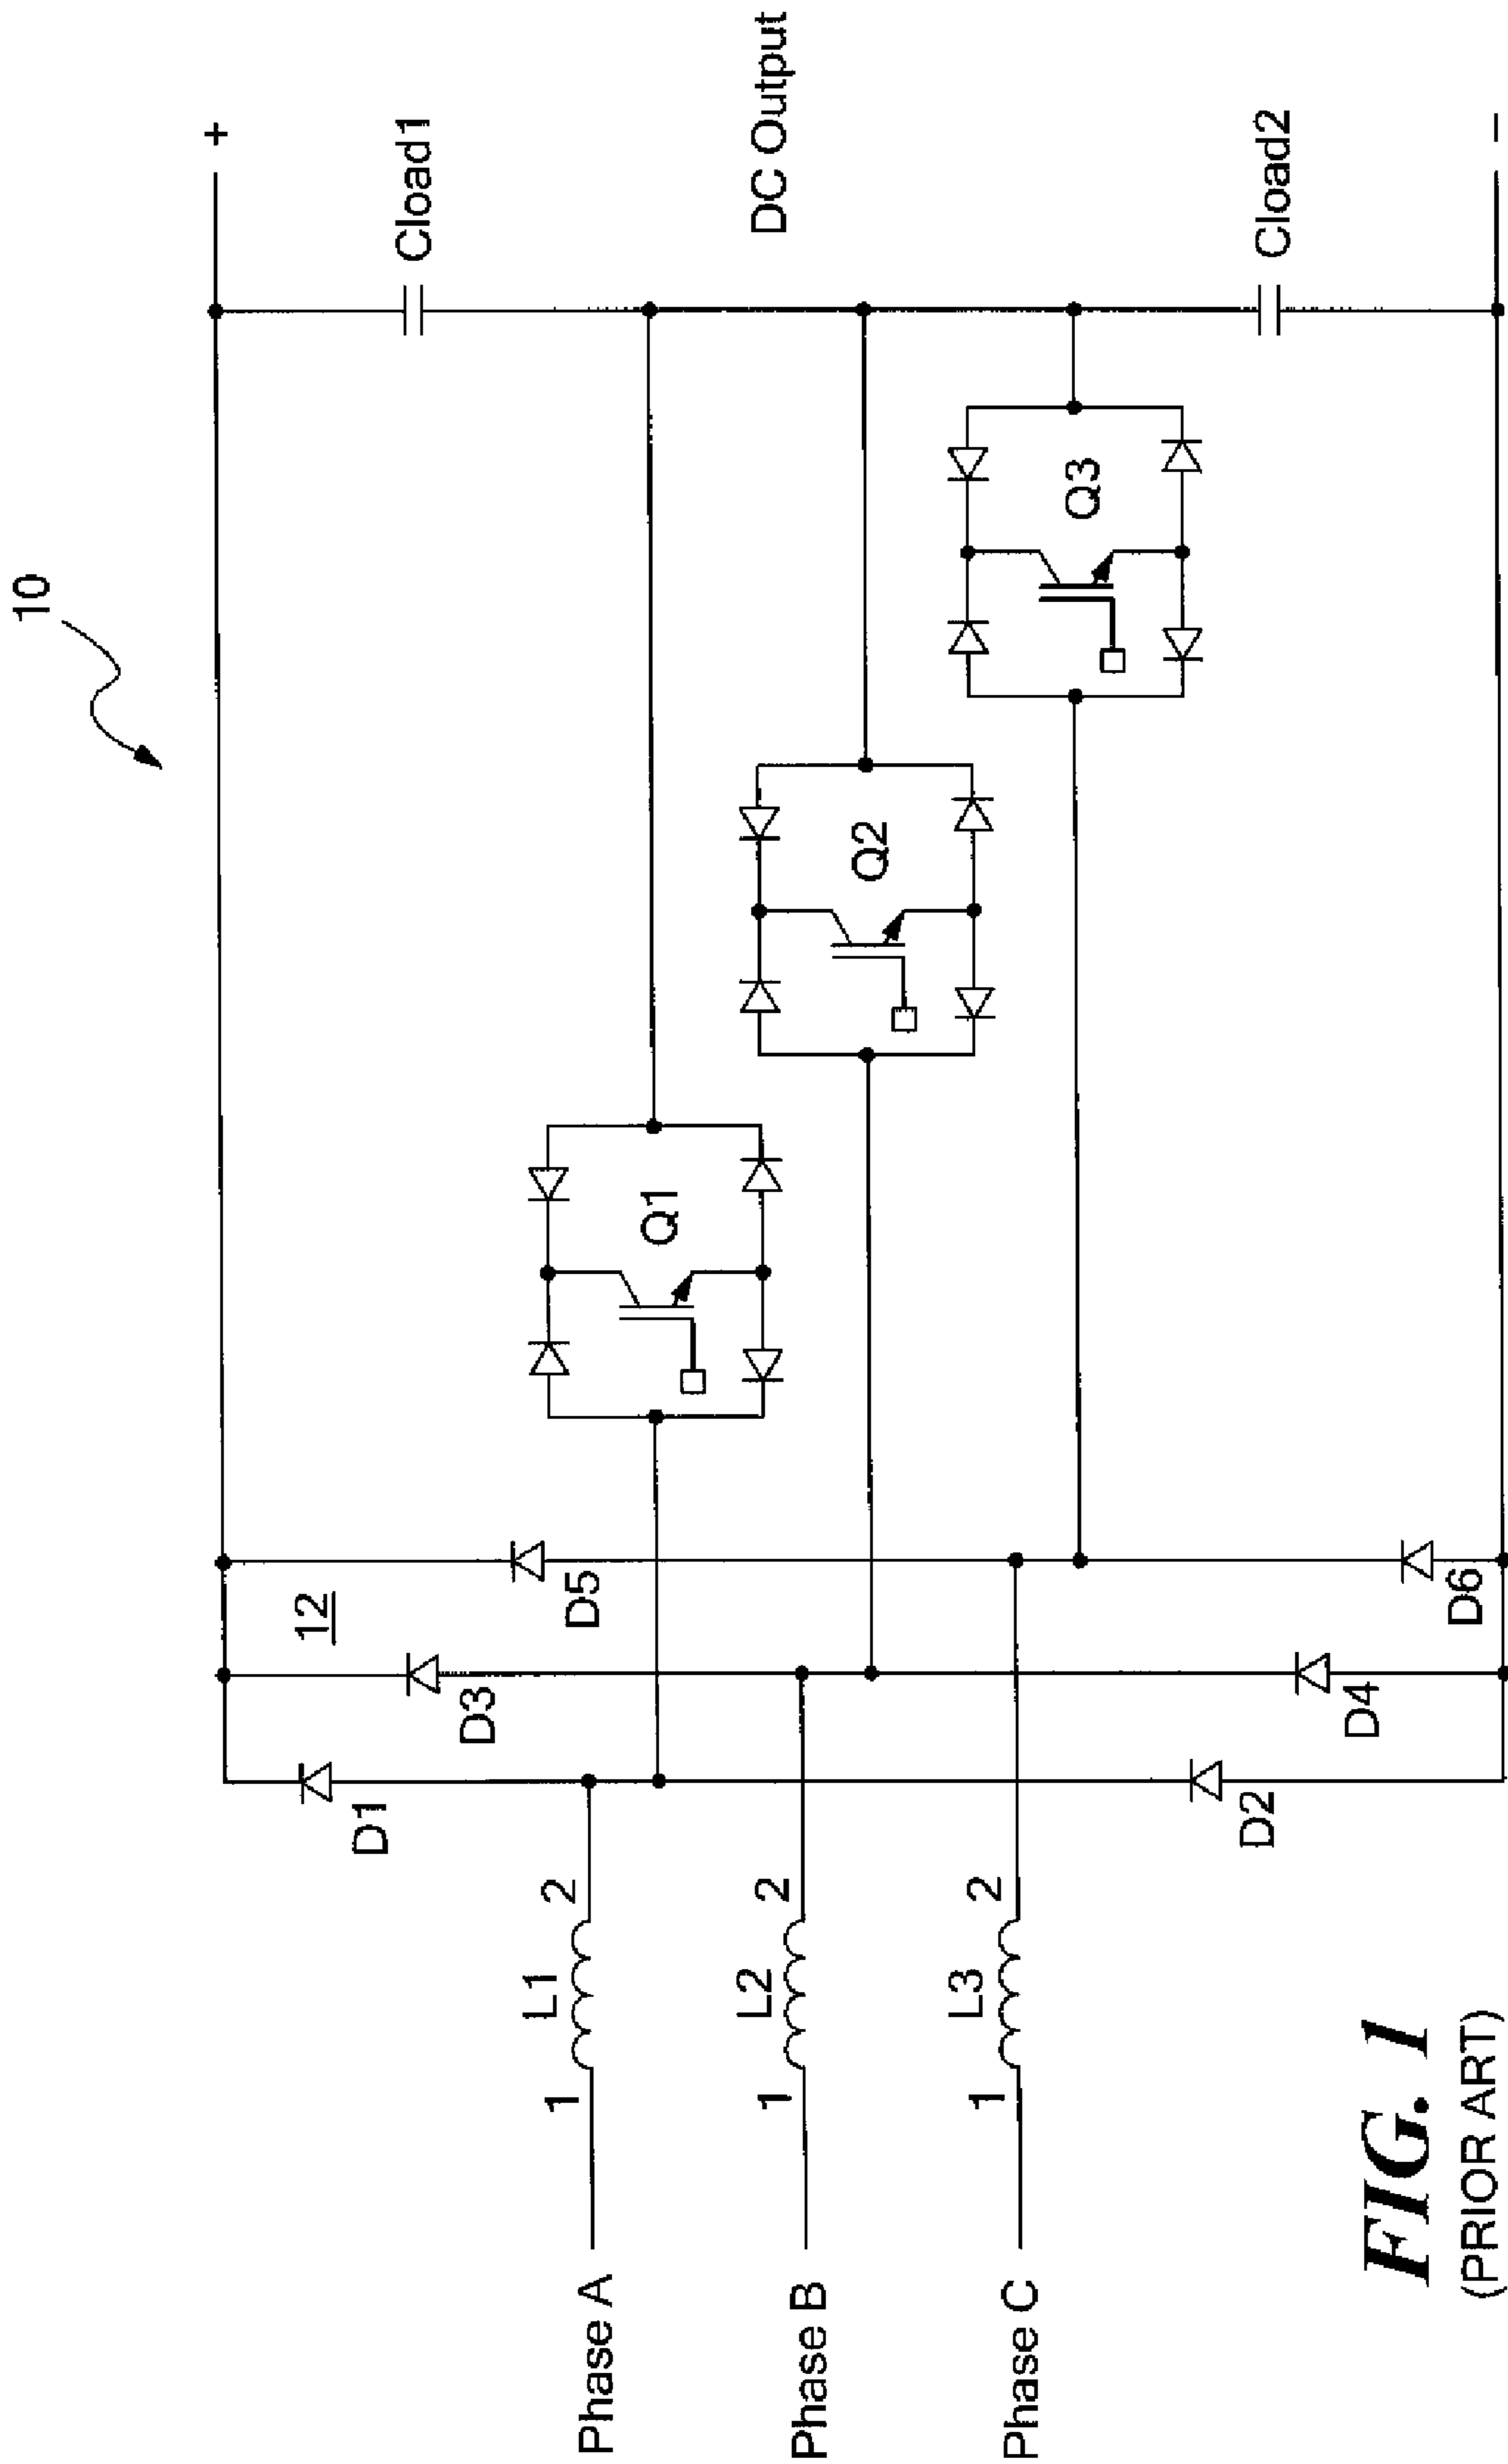 10
+
Cload1
DC Output
Cload2
−
Q1
Q2
Q3
12
D1
D3
D5
D2
D4
D6
Phase A
1
L1
2
Phase B
1
L2
2
Phase C
1
L3
2
FIG. 1
(PRIOR ART)